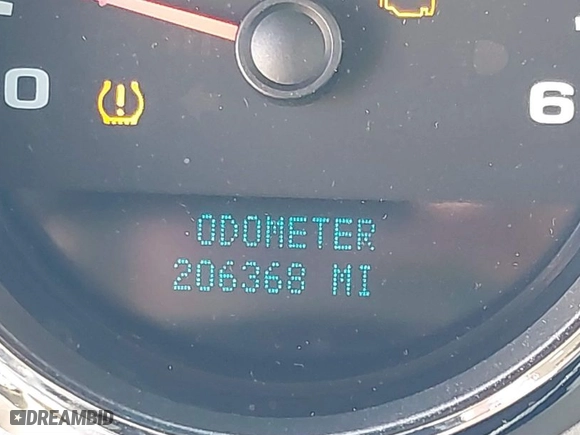 0
6
ODOMETER
206368 MI
DREAMBID